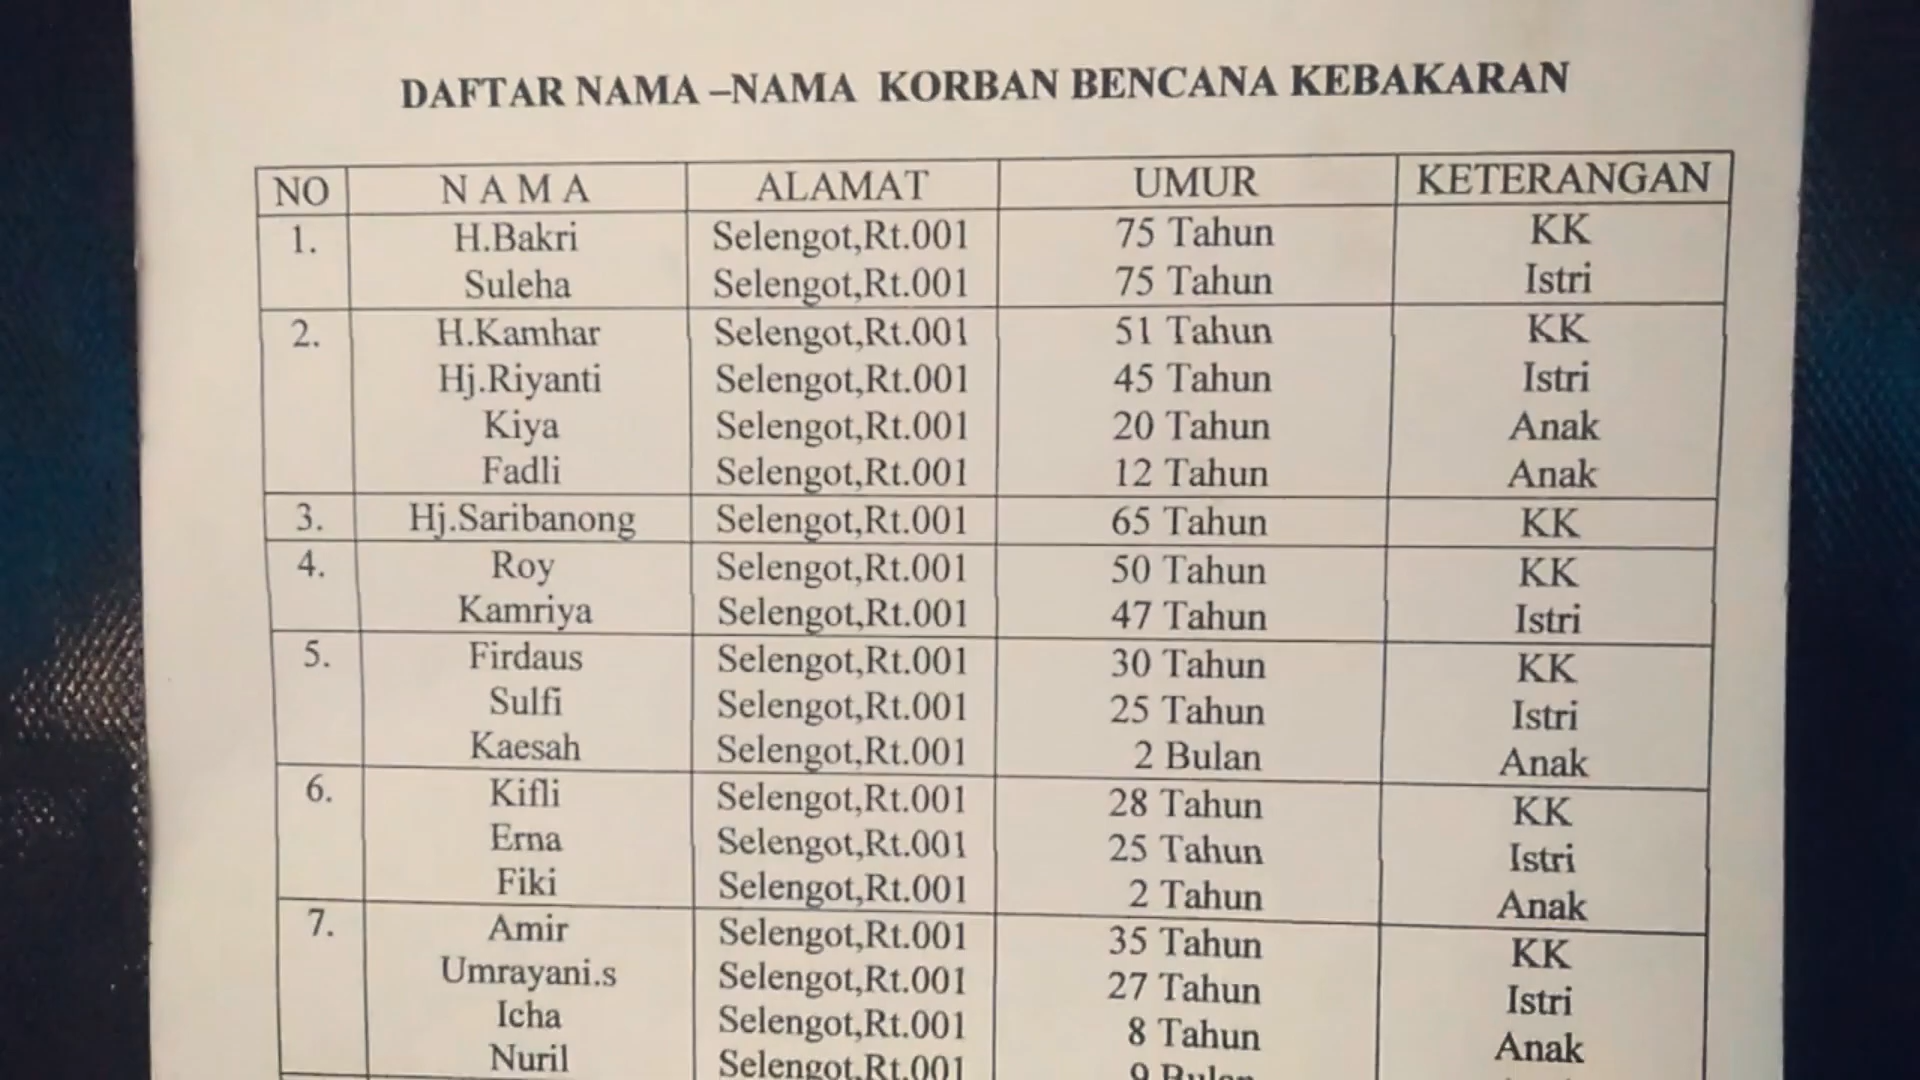 DAFTAR NAMA –NAMA KORBAN BENCANA KEBAKARAN
NO N A M A ALAMAT UMUR KETERANGAN
1. H.Bakri Selengot,Rt.001 75 Tahun KK
Suleha Selengot,Rt.001 75 Tahun Istri
2. H.Kamhar Selengot,Rt.001 51 Tahun KK
Hj.Riyanti Selengot,Rt.001 45 Tahun Istri
Kiya Selengot,Rt.001 20 Tahun Anak
Fadli Selengot,Rt.001 12 Tahun Anak
3. Hj.Saribanong Selengot,Rt.001 65 Tahun KK
4. Roy Selengot,Rt.001 50 Tahun KK
Kamriya Selengot,Rt.001 47 Tahun Istri
5. Firdaus Selengot,Rt.001 30 Tahun KK
Sulfi Selengot,Rt.001 25 Tahun Istri
Kaesah Selengot,Rt.001 2 Bulan Anak
6. Kifli Selengot,Rt.001 28 Tahun KK
Erna Selengot,Rt.001 25 Tahun Istri
Fiki Selengot,Rt.001 2 Tahun Anak
7. Amir Selengot,Rt.001 35 Tahun KK
Umrayani.s Selengot,Rt.001 27 Tahun Istri
Icha Selengot,Rt.001 8 Tahun Anak
Nuril Selengot,Rt.001 9 Bulan